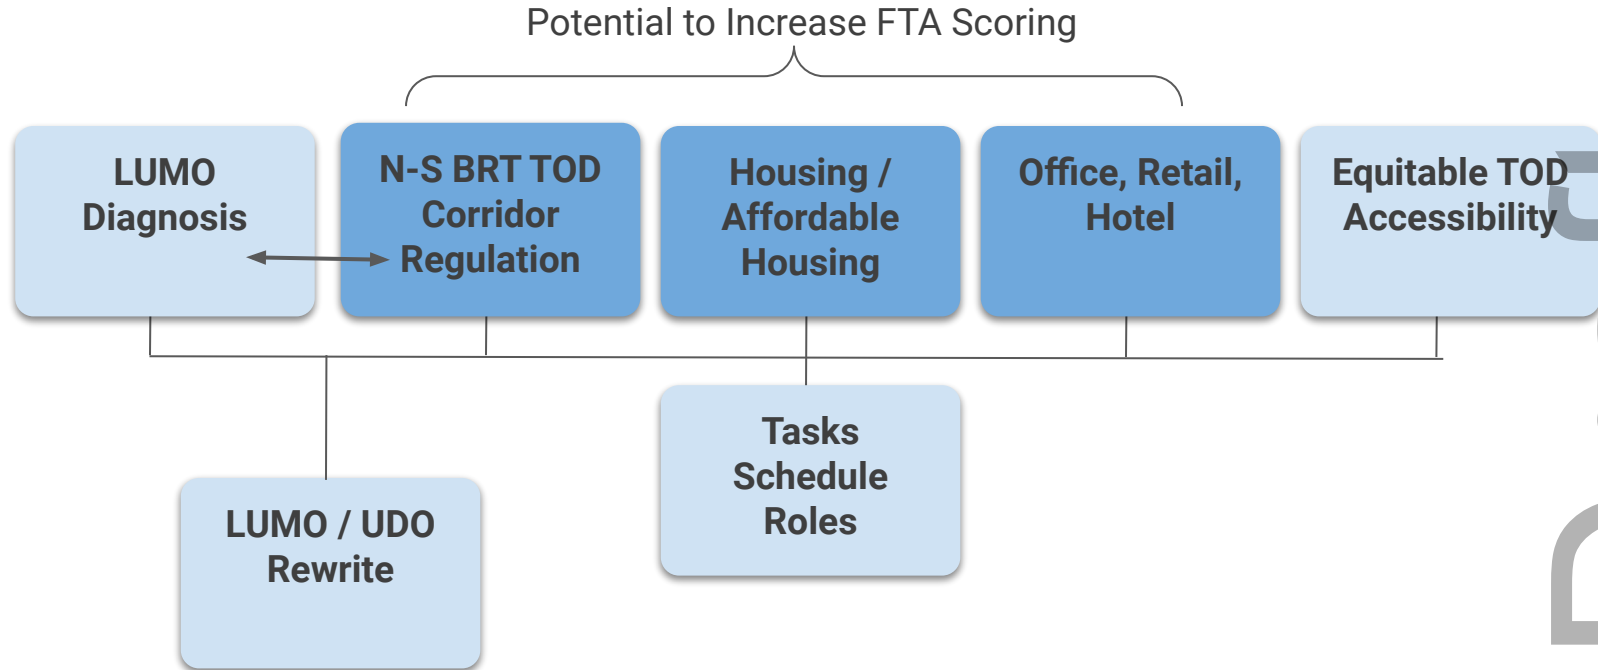 Potential to Increase FTA Scoring
LUMO
Diagnosis
N-S BRT TOD
Corridor
Regulation
Housing /
Affordable
Housing
Office, Retail,
Hotel
Equitable TOD
Accessibility
Tasks
Schedule
Roles
LUMO / UDO
Rewrite